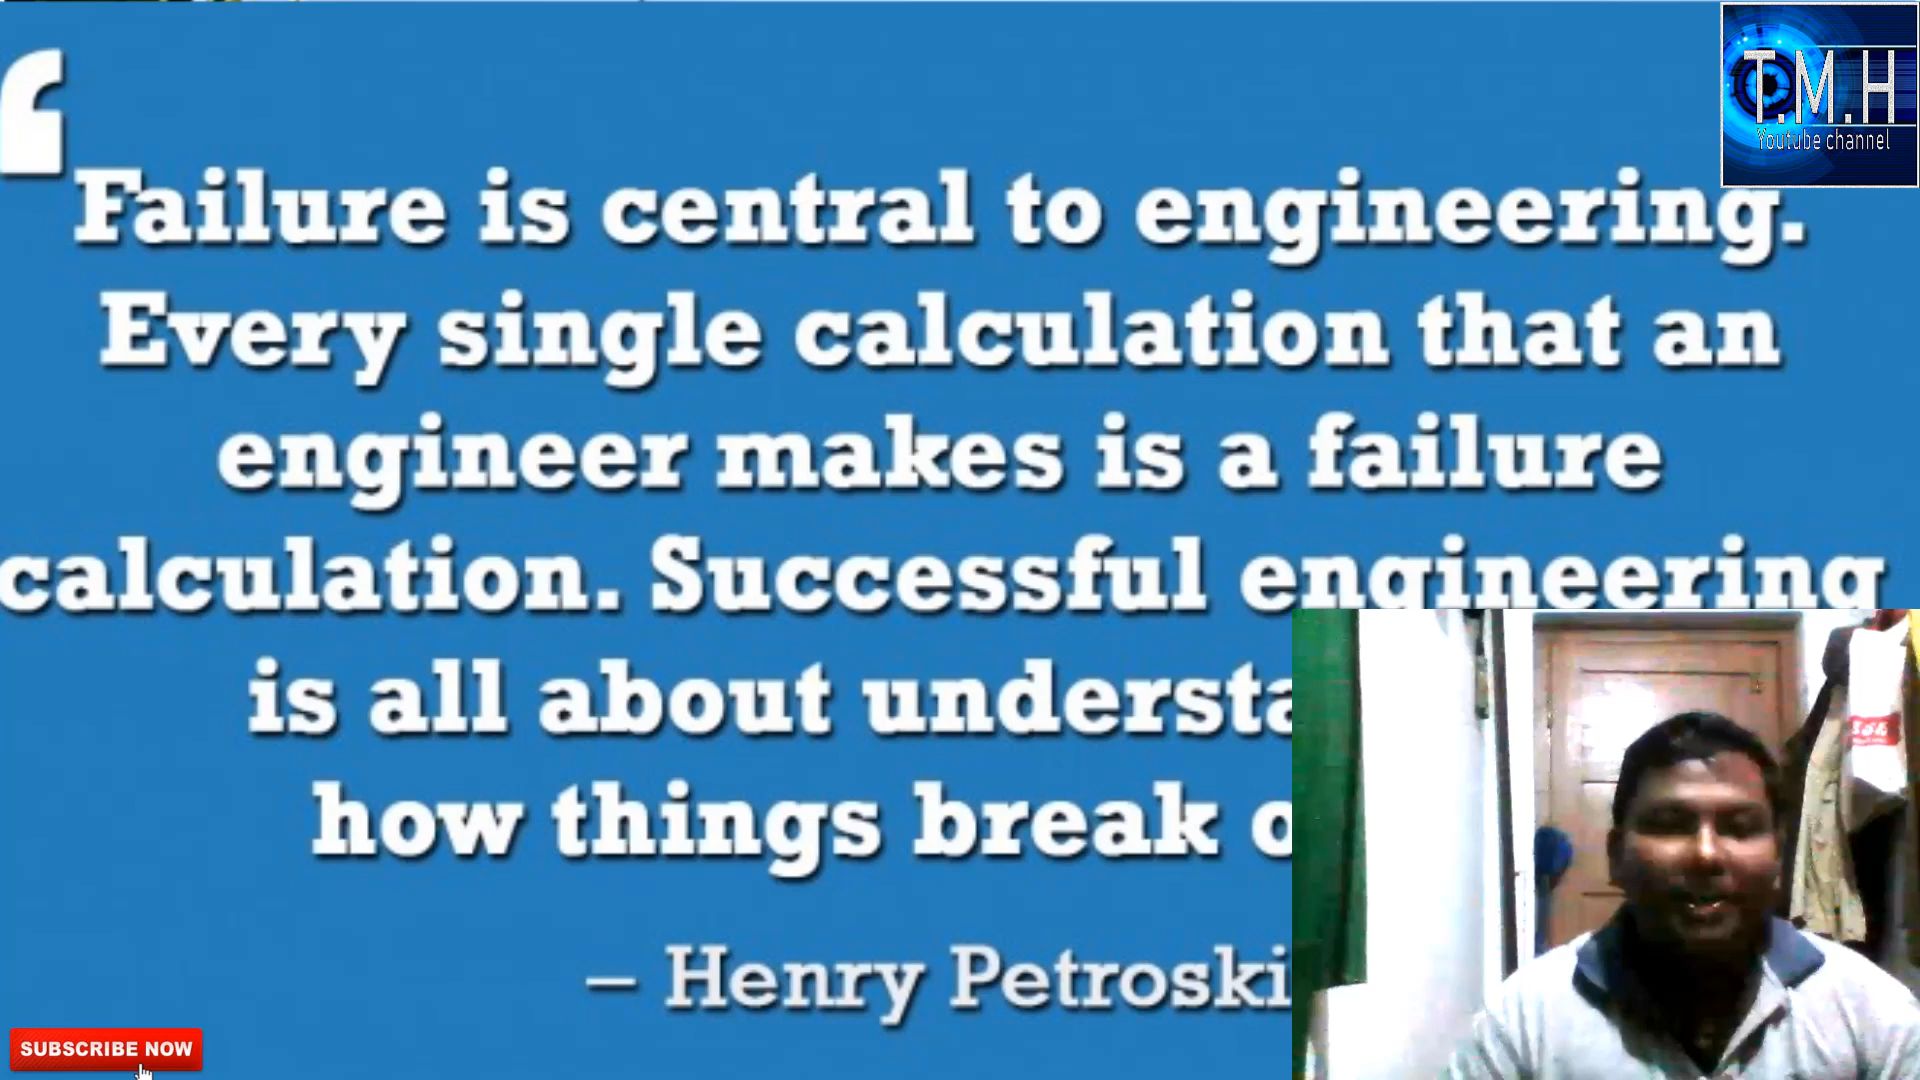 T.M.H
Youtube channel
‘
Failure is central to engineering.
Every single calculation that an
engineer makes is a failure
calculation. Successful engineering
is all about understa
how things break o
– Henry Petroski
SUBSCRIBE NOW